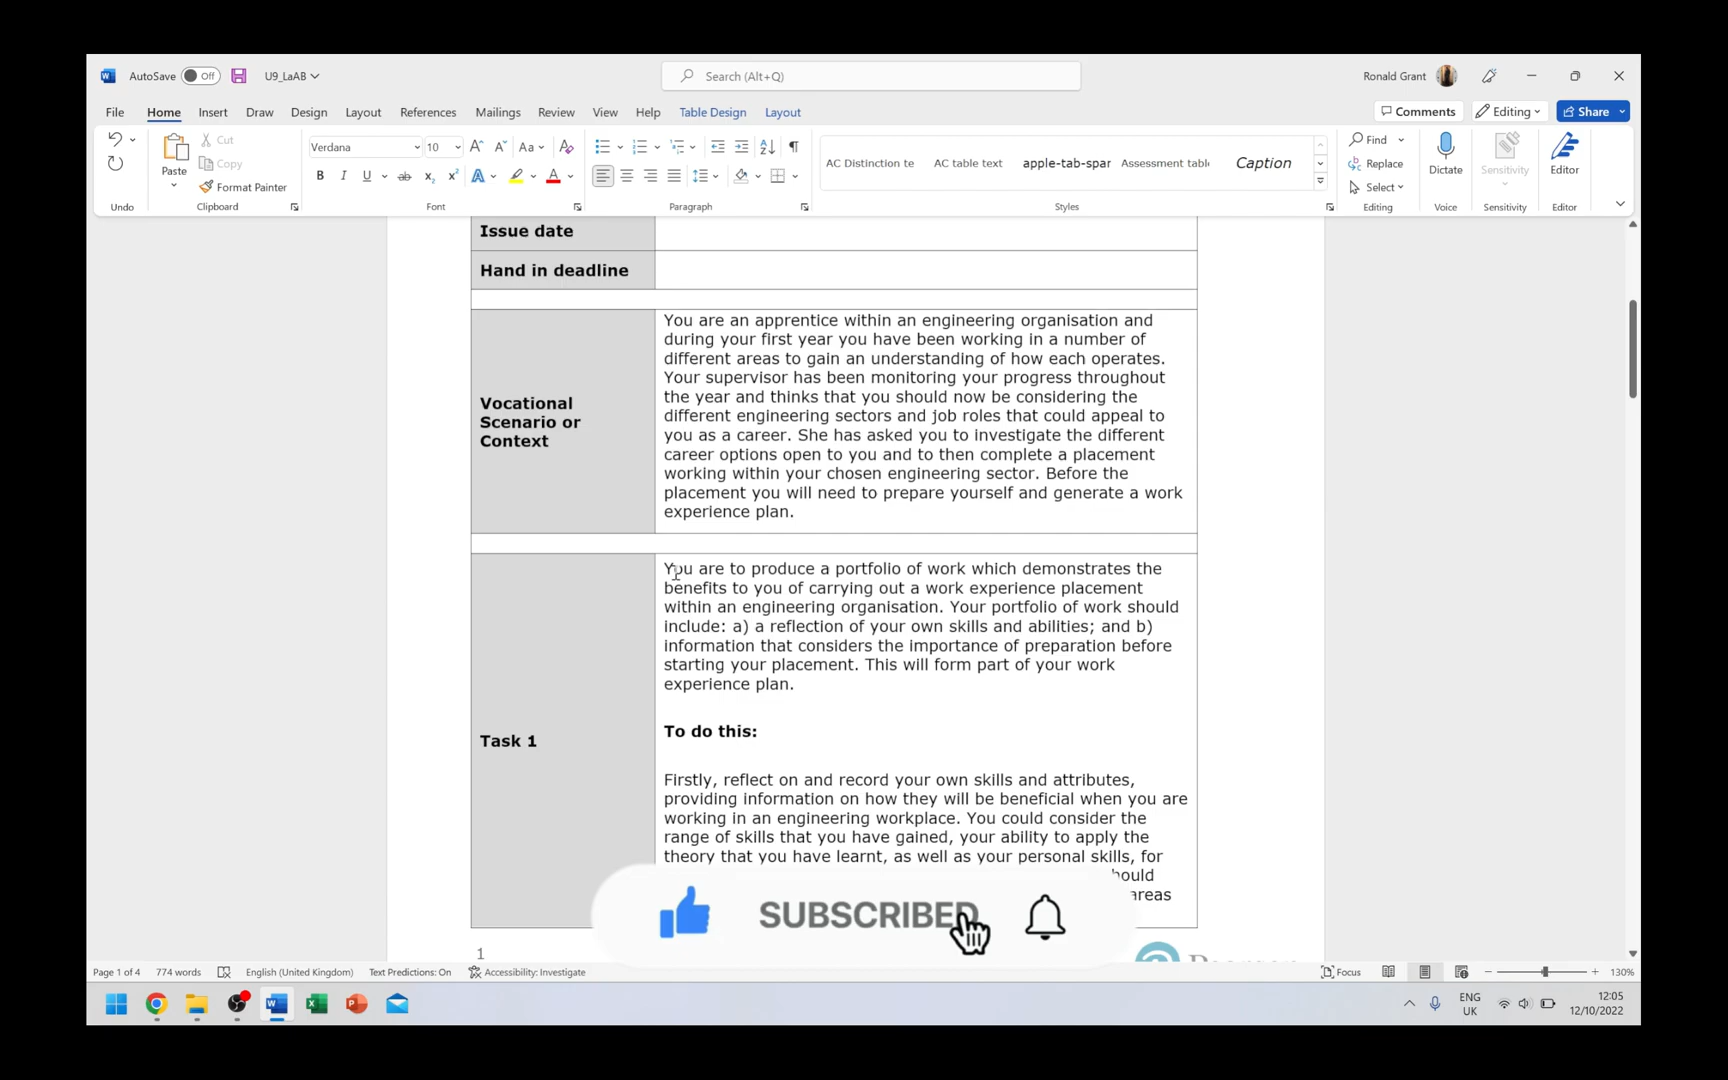 AutoSave Off U9_LaAB Search (Alt+Q) Ronald Grant
File Home Insert Draw Design Layout References Mailings Review View Help Table Design Layout Comments Editing Share
Paste Cut Copy Format Painter Verdana 10 Aa AC Distinction te AC table text apple-tab-spar Assessment tabl Caption Find Replace Select Dictate Sensitivity Editor
Undo Clipboard Font Paragraph Styles Editing Voice Sensitivity Editor
Issue date
Hand in deadline
Vocational
Scenario or
Context
You are an apprentice within an engineering organisation and
during your first year you have been working in a number of
different areas to gain an understanding of how each operates.
Your supervisor has been monitoring your progress throughout
the year and thinks that you should now be considering the
different engineering sectors and job roles that could appeal to
you as a career. She has asked you to investigate the different
career options open to you and to then complete a placement
working within your chosen engineering sector. Before the
placement you will need to prepare yourself and generate a work
experience plan.
Task 1
You are to produce a portfolio of work which demonstrates the
benefits to you of carrying out a work experience placement
within an engineering organisation. Your portfolio of work should
include: a) a reflection of your own skills and abilities; and b)
information that considers the importance of preparation before
starting your placement. This will form part of your work
experience plan.
To do this:
Firstly, reflect on and record your own skills and attributes,
providing information on how they will be beneficial when you are
working in an engineering workplace. You could consider the
range of skills that you have gained, your ability to apply the
theory that you have learnt, as well as your personal skills, for
areas
SUBSCRIBED
1
Page 1 of 4 774 words English (United Kingdom) Text Predictions: On Accessibility: Investigate Focus 130%
ENG
UK
12:05
12/10/2022